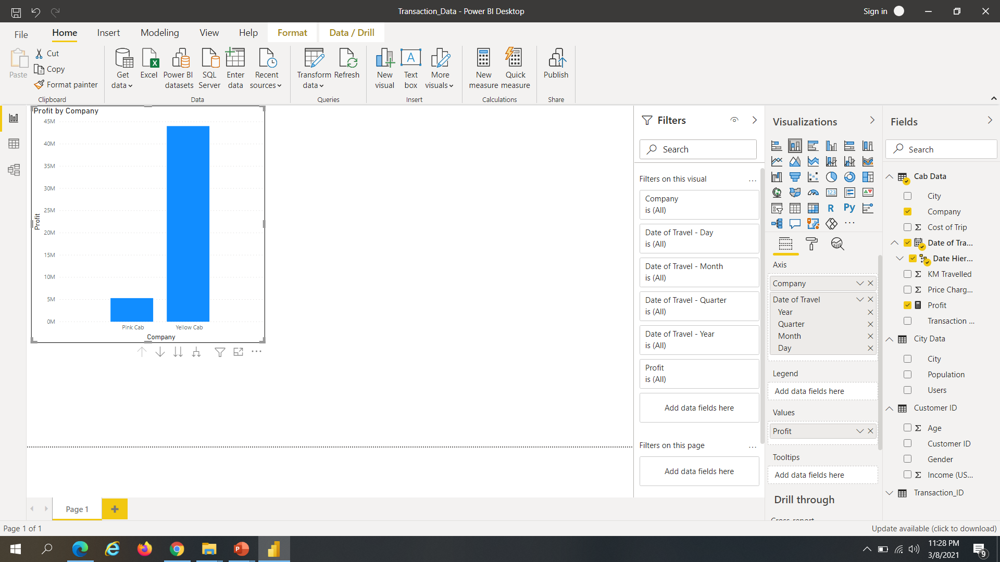 Transaction_Data - Power BI Desktop
Sign in
File
Home
Insert
Modeling
View
Help
Format
Data / Drill
Paste
Cut
Copy
Format painter
Clipboard
Get
data
Excel
Power BI
datasets
SQL
Server
Enter
data
Recent
sources
Data
Transform
data
Refresh
Queries
New
visual
Text
box
More
visuals
Insert
New
measure
Quick
measure
Calculations
Publish
Share
Profit by Company
45M
40M
35M
30M
25M
20M
15M
10M
5M
0M
Profit
Pink Cab
Yellow Cab
Company
Filters
Search
Filters on this visual
...
Company
is (All)
Date of Travel - Day
is (All)
Date of Travel - Month
is (All)
Date of Travel - Quarter
is (All)
Date of Travel - Year
is (All)
Profit
is (All)
Add data fields here
Filters on this page
...
Add data fields here
Visualizations
123
R
Py
...
Axis
Company
Date of Travel
Year
Quarter
Month
Day
Legend
Add data fields here
Values
Profit
Tooltips
Add data fields here
Drill through
Cross-report
Fields
Search
Cab Data
City
Company
Σ Cost of Trip
Date of Tra...
Date Hier...
Σ KM Travelled
Σ Price Charg...
Profit
Transaction ...
City Data
City
Population
Users
Customer ID
Σ Age
Customer ID
Gender
Σ Income (US...
Transaction_ID
Page 1
Page 1 of 1
Update available (click to download)
11:28 PM
3/8/2021
9